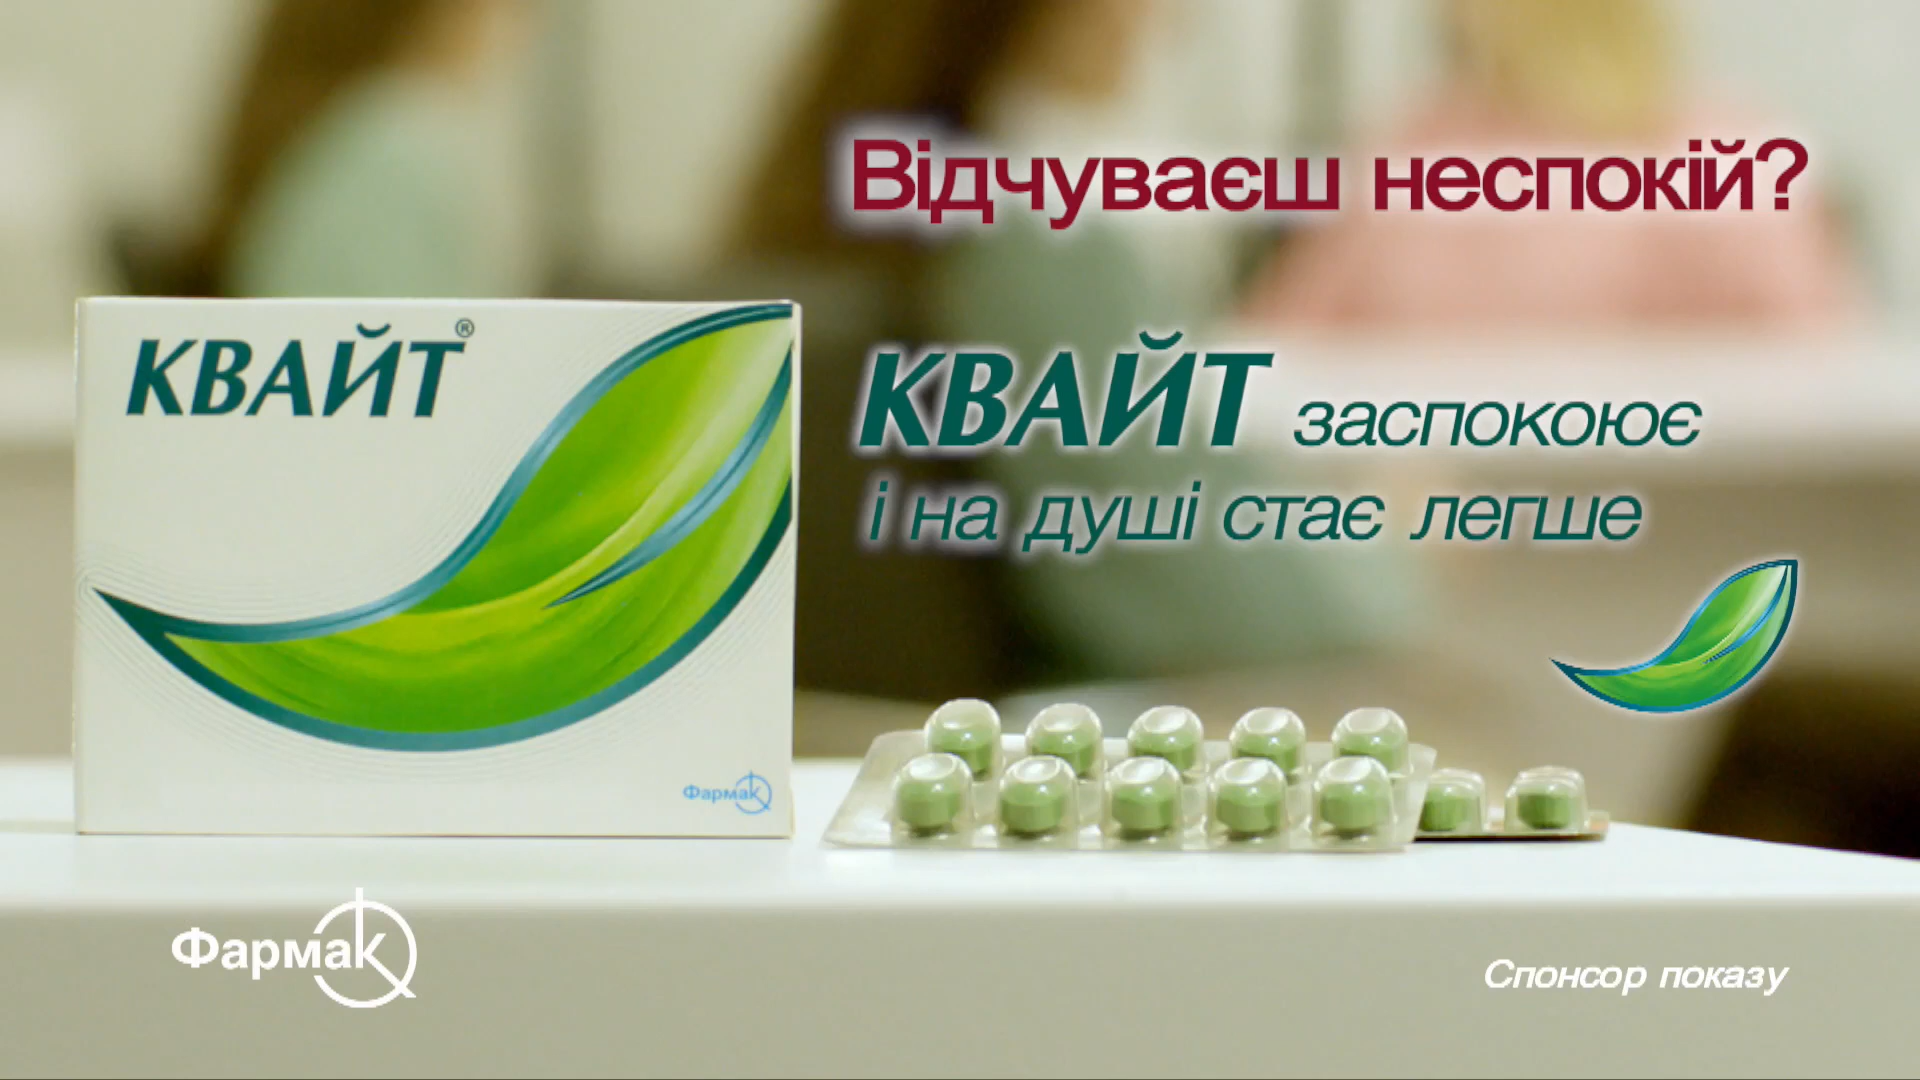 Відчуваєш неспокій?
КВАЙТ®
КВАЙТ заспокоює
і на душі стає легше
Фармак
Фармак
Спонсор показу